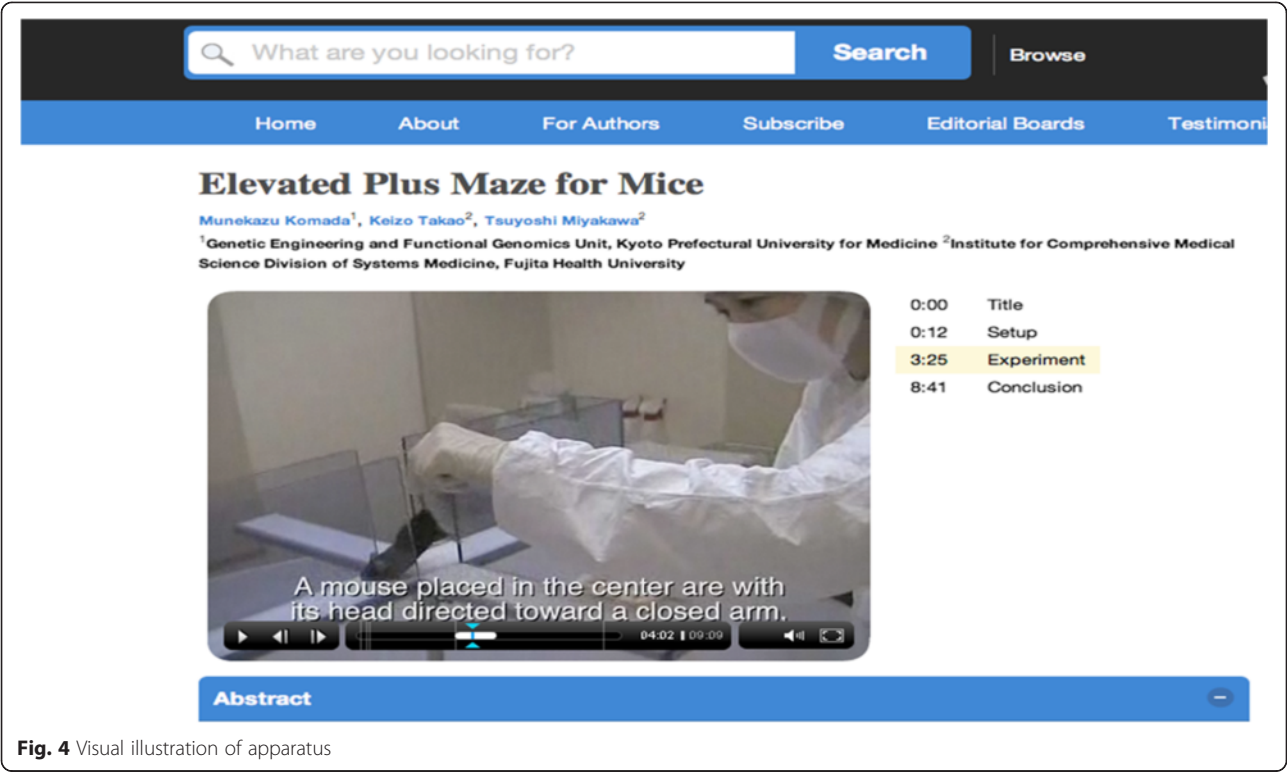 What are you looking for?
Search
Browse
Home About For Authors Subscribe Editorial Boards Testimoni
Elevated Plus Maze for Mice
Munekazu Komada1, Keizo Takao2, Tsuyoshi Miyakawa2
1Genetic Engineering and Functional Genomics Unit, Kyoto Prefectural University for Medicine 2Institute for Comprehensive Medical
Science Division of Systems Medicine, Fujita Health University
0:00 Title
0:12 Setup
3:25 Experiment
8:41 Conclusion
A mouse placed in the center are with
its head directed toward a closed arm.
04:02 09:09
Abstract
Fig. 4 Visual illustration of apparatus